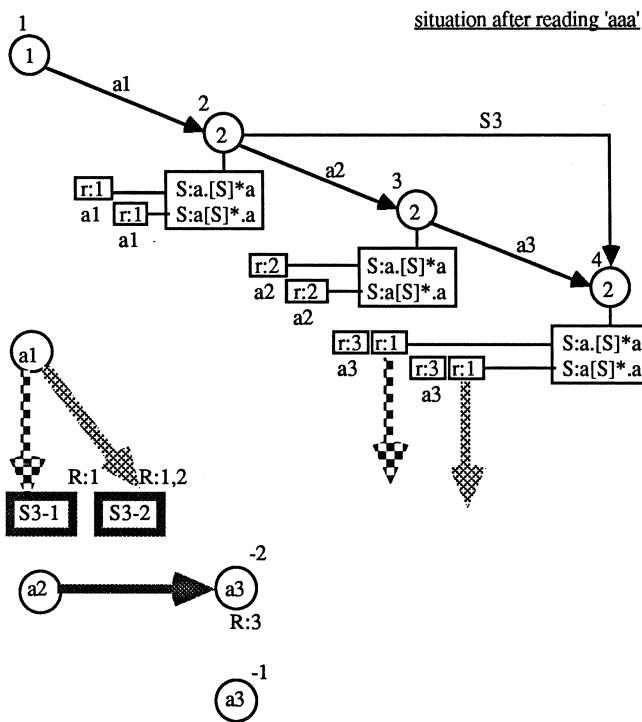 situation after reading 'aaa'
1
1
a1
2
2
S3
r:1
a1
r:1
a1
S:a.[S]*a
S:a[S]*.a
a2
3
2
r:2
a2
r:2
a2
S:a.[S]*a
S:a[S]*.a
a3
4
2
r:3 r:1
a3
r:3 r:1
a3
S:a.[S]*a
S:a[S]*.a
a1
R:1 R:1,2
S3-1 S3-2
a2
a3
-2
R:3
a3
-1